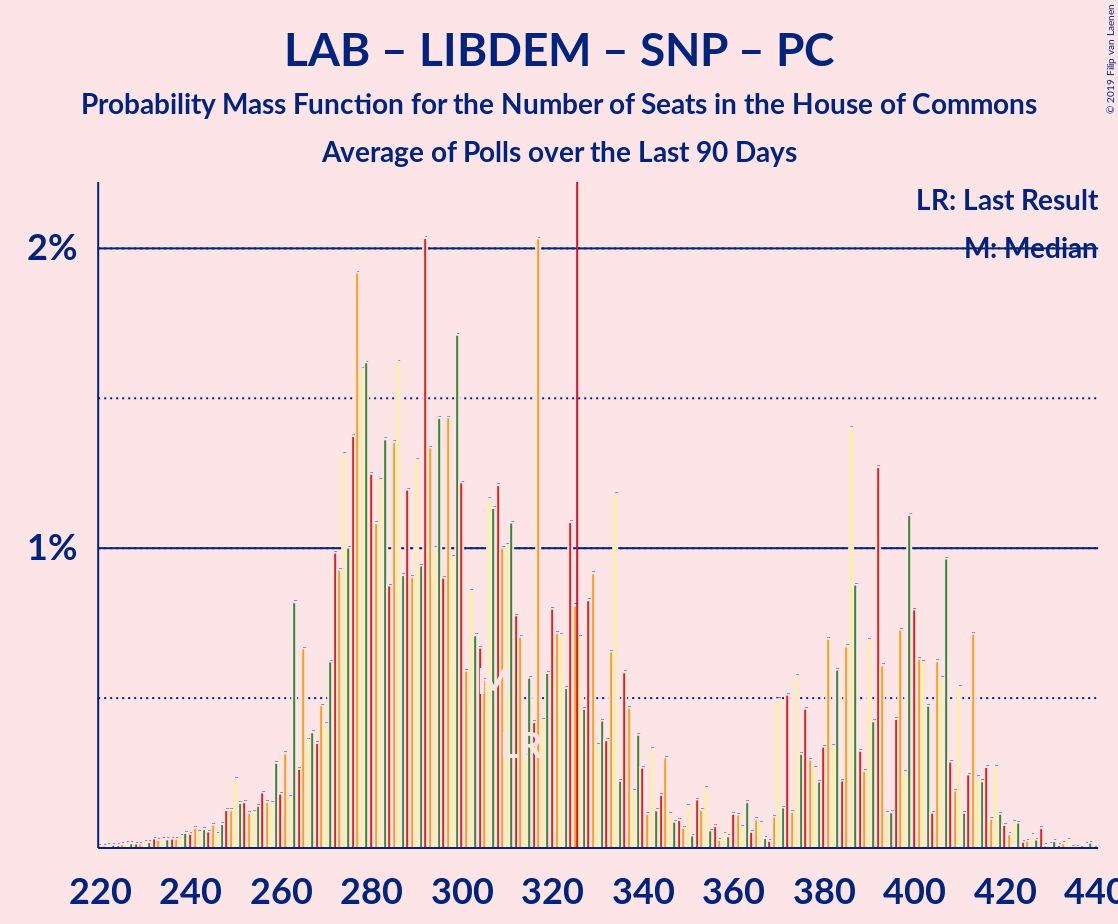 LAB – LIBDEM – SNP – PC
Probability Mass Function for the Number of Seats in the House of Commons
Average of Polls over the Last 90 Days
© 2019 Filip van Laenen
LR: Last Result
M: Median
2%
1%
M
LR
220 240 260 280 300 320 340 360 380 400 420 440